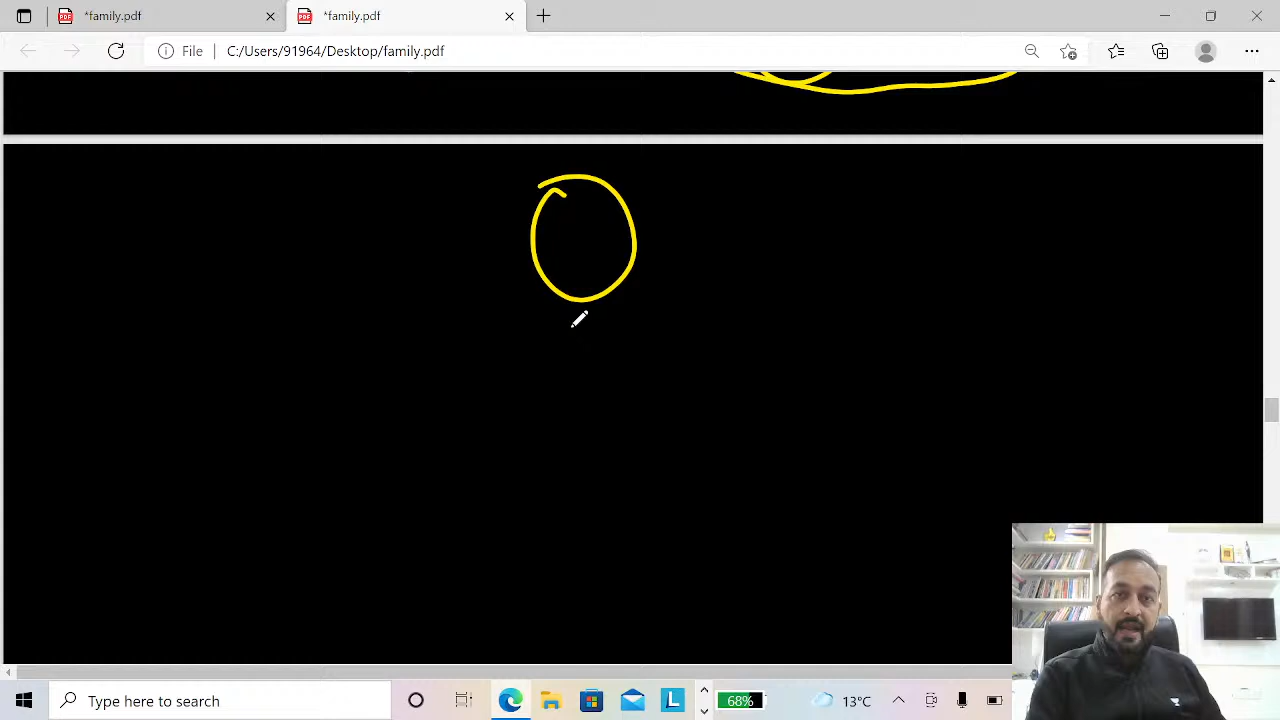 *family.pdf
*family.pdf
File
C:/Users/91964/Desktop/family.pdf
Type here to search
L
68%
13°C